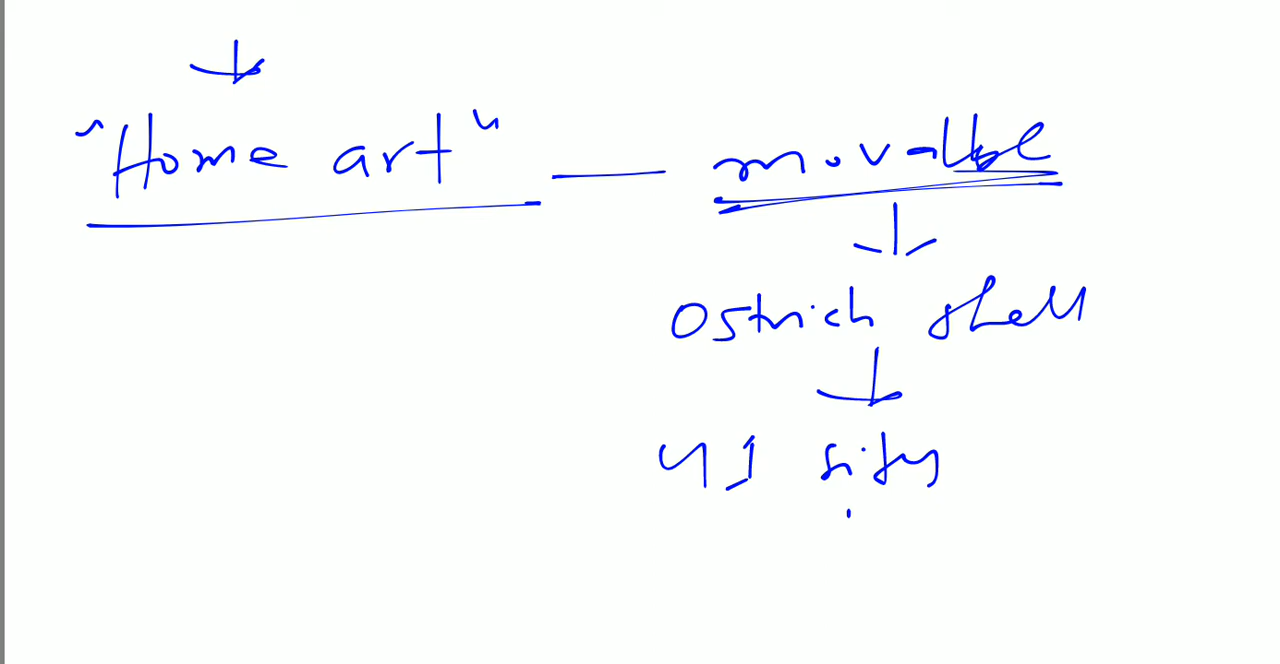 "Home art" — movable
Ostrich shell
41 sites